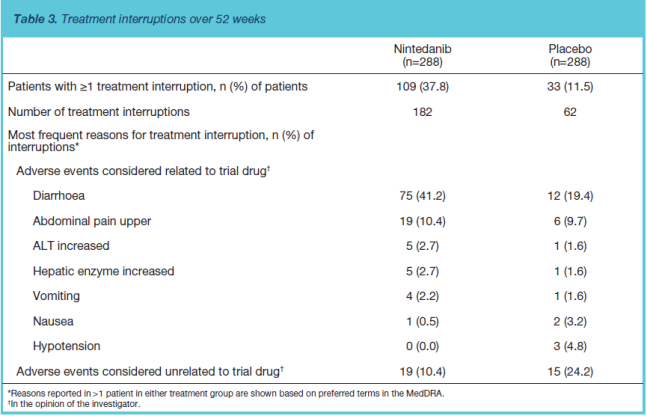 Table 3. Treatment interruptions over 52 weeks
Nintedanib Placebo
(n=288) (n=288)
Patients with ≥1 treatment interruption, n (%) of patients 109 (37.8) 33 (11.5)
Number of treatment interruptions 182 62
Most frequent reasons for treatment interruption, n (%) of
interruptions*
Adverse events considered related to trial drug†
Diarrhoea 75 (41.2) 12 (19.4)
Abdominal pain upper 19 (10.4) 6 (9.7)
ALT increased 5 (2.7) 1 (1.6)
Hepatic enzyme increased 5 (2.7) 1 (1.6)
Vomiting 4 (2.2) 1 (1.6)
Nausea 1 (0.5) 2 (3.2)
Hypotension 0 (0.0) 3 (4.8)
Adverse events considered unrelated to trial drug† 19 (10.4) 15 (24.2)
*Reasons reported in >1 patient in either treatment group are shown based on preferred terms in the MedDRA.
†In the opinion of the investigator.